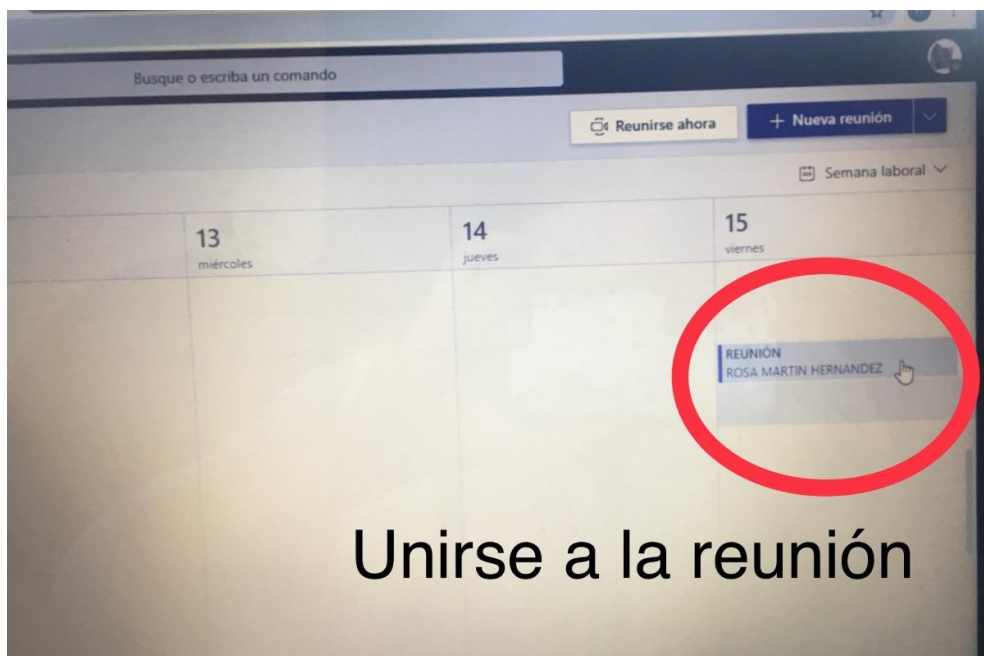 Busque o escriba un comando
Reunirse ahora
+ Nueva reunión
Semana laboral
13
miércoles
14
jueves
15
viernes
REUNIÓN
ROSA MARTIN HERNANDEZ
Unirse a la reunión